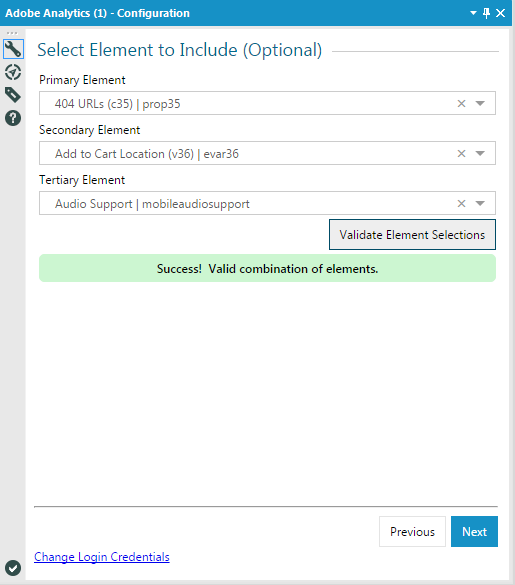 Adobe Analytics (1) - Configuration
Select Element to Include (Optional)
Primary Element
404 URLs (c35) | prop35
Secondary Element
Add to Cart Location (v36) | evar36
Tertiary Element
Audio Support | mobileaudiosupport
Validate Element Selections
Success!  Valid combination of elements.
Previous
Next
Change Login Credentials